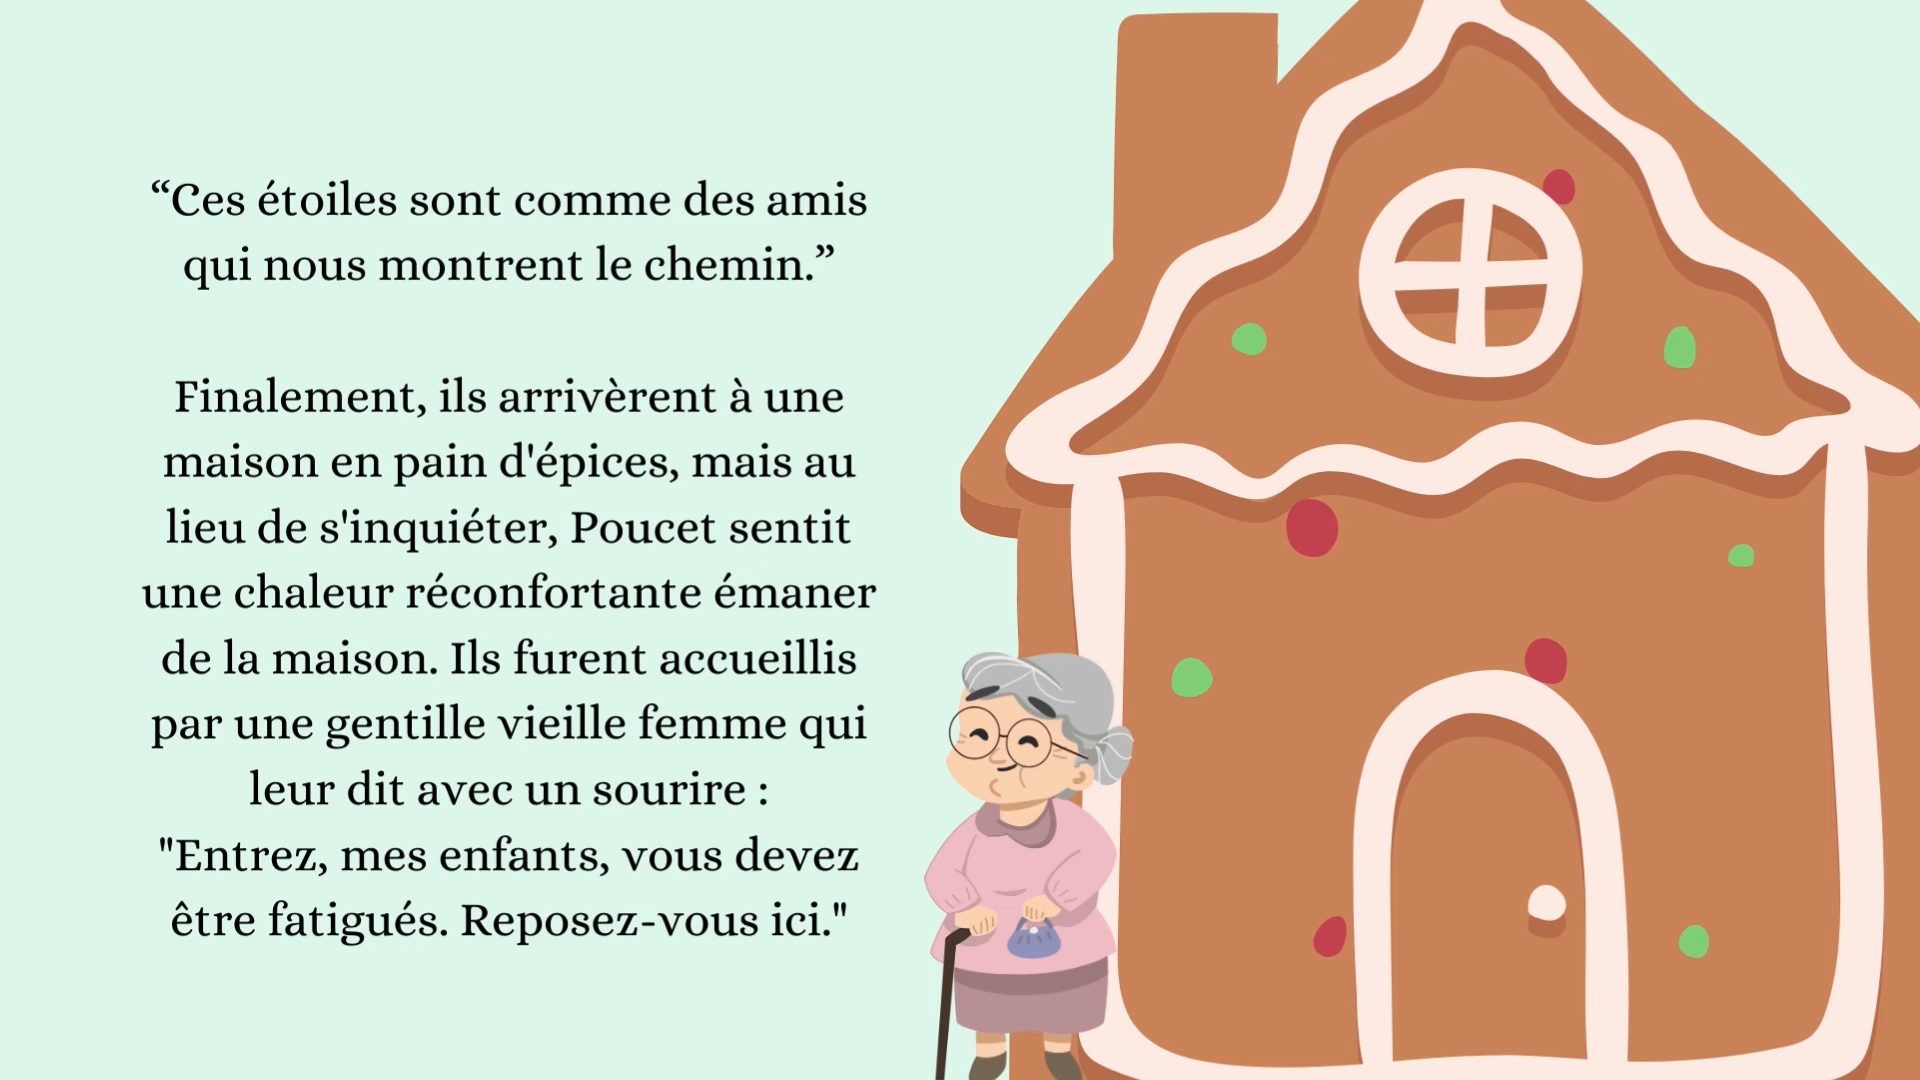 “Ces étoiles sont comme des amis
qui nous montrent le chemin.”
Finalement, ils arrivèrent à une
maison en pain d'épices, mais au
lieu de s'inquiéter, Poucet sentit
une chaleur réconfortante émaner
de la maison. Ils furent accueillis
par une gentille vieille femme qui
leur dit avec un sourire :
"Entrez, mes enfants, vous devez
être fatigués. Reposez-vous ici."